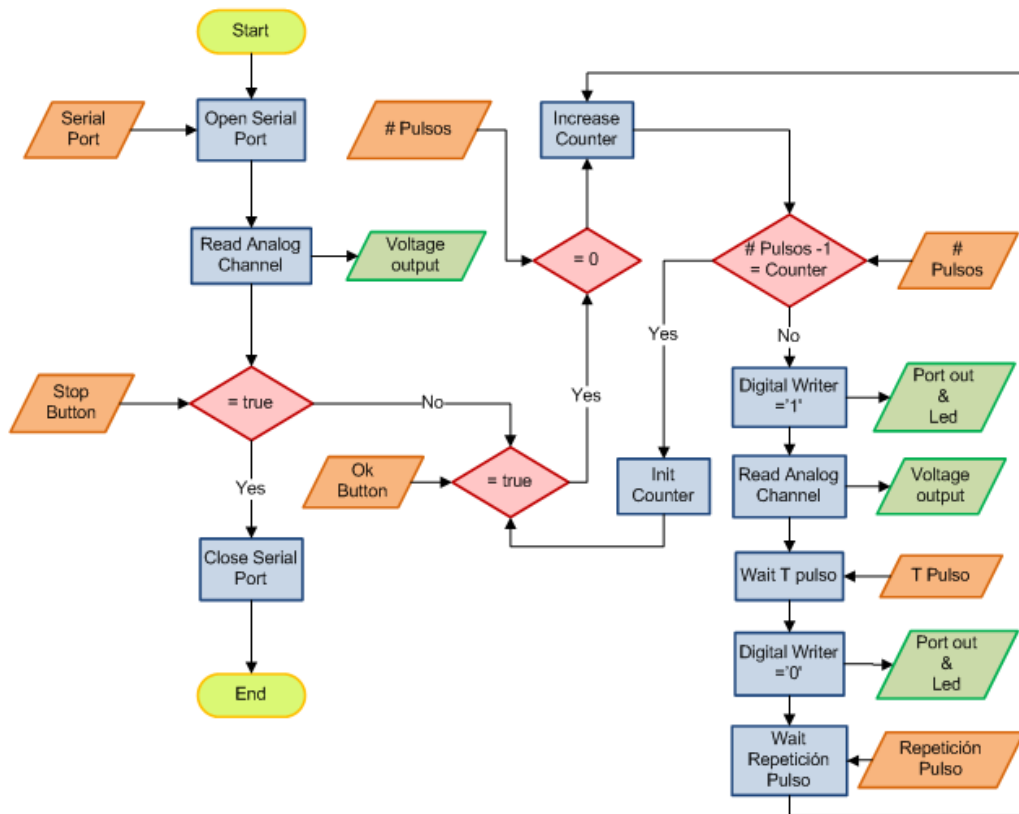 Start
Serial
Port
Open Serial
Port
# Pulsos
Increase
Counter
Read Analog
Channel
Voltage
output
= 0
# Pulsos -1
= Counter
#
Pulsos
Yes
No
Stop
Button
= true
No
Yes
Digital Writer
='1'
Port out
&
Led
Ok
Button
= true
Init
Counter
Read Analog
Channel
Voltage
output
Yes
Close Serial
Port
Wait T pulso
T Pulso
Digital Writer
='0'
Port out
&
Led
End
Wait
Repetición
Pulso
Repetición
Pulso